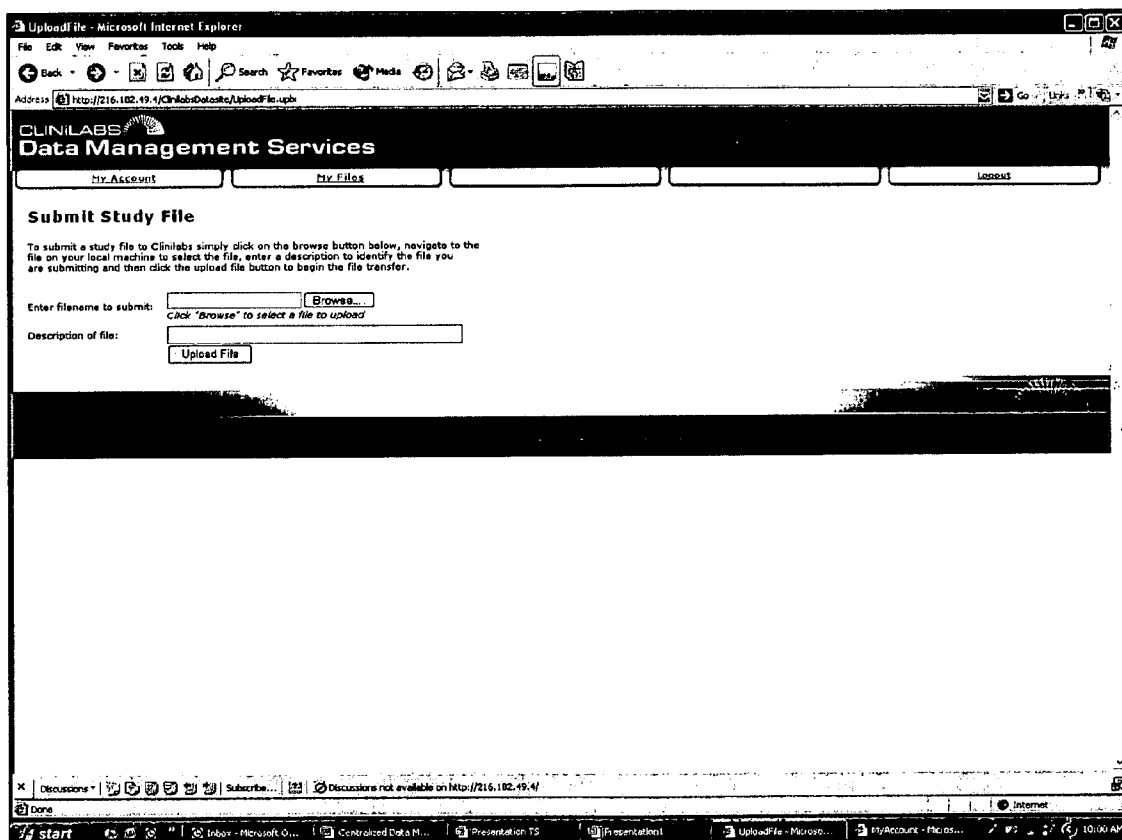 UploadFile - Microsoft Internet Explorer
File Edit View Favorites Tools Help
Back Search Favorites Media
Address http://216.182.49.4/ClinilabsDatasite/UploadFile.upix Go Links
CLINILABS
Data Management Services
My Account My Files Logout
Submit Study File
To submit a study file to Clinilabs simply click on the browse button below, navigate to the
file on your local machine to select the file, enter a description to identify the file you
are submitting and then click the upload file button to begin the file transfer.
Enter filename to submit: Browse...
Click "Browse" to select a file to upload
Description of file:
Upload File
Discussions Subscribe... Discussions not available on http://216.182.49.4/
Done Internet
start Inbox - Microsoft O... Centralized Data M... Presentation TS Presentation1 UploadFile - Microso... MyAccount - Micros... 10:00 AM